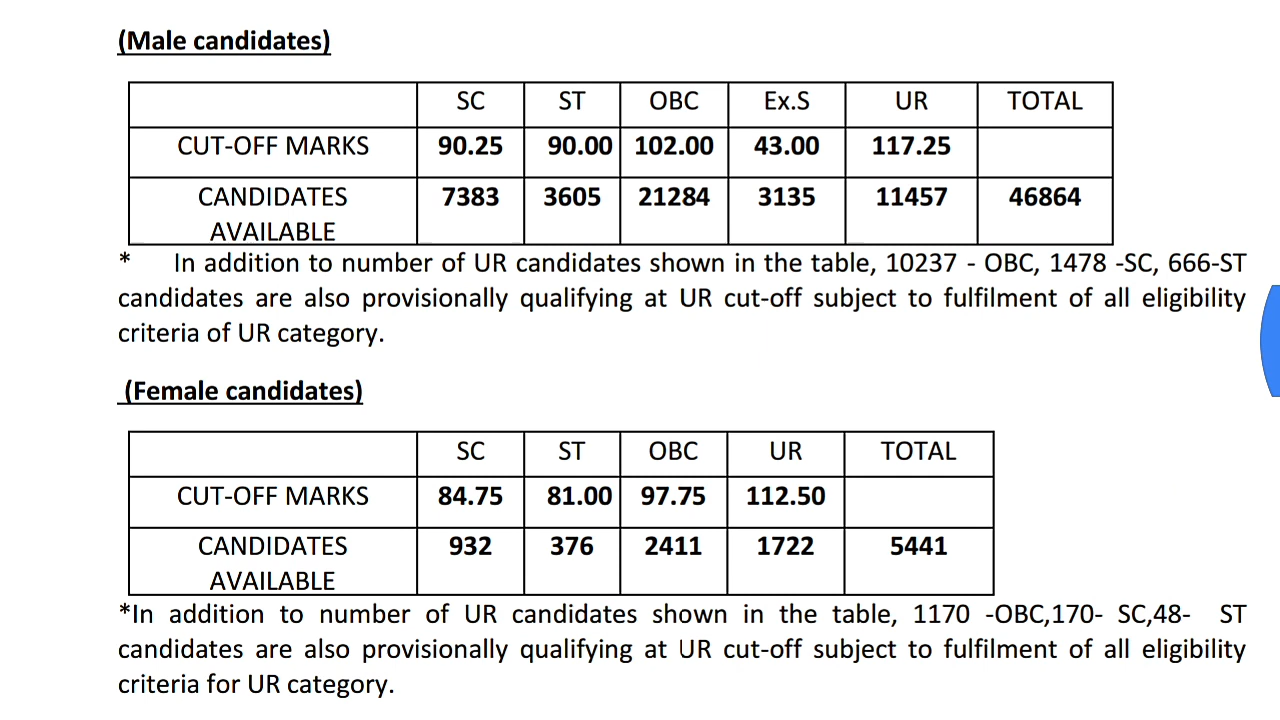 (Male candidates)
SC ST OBC Ex.S UR TOTAL
CUT-OFF MARKS 90.25 90.00 102.00 43.00 117.25
CANDIDATES AVAILABLE 7383 3605 21284 3135 11457 46864
* In addition to number of UR candidates shown in the table, 10237 - OBC, 1478 -SC, 666-ST
candidates are also provisionally qualifying at UR cut-off subject to fulfilment of all eligibility
criteria of UR category.
(Female candidates)
SC ST OBC UR TOTAL
CUT-OFF MARKS 84.75 81.00 97.75 112.50
CANDIDATES AVAILABLE 932 376 2411 1722 5441
*In addition to number of UR candidates shown in the table, 1170 -OBC,170- SC,48- ST
candidates are also provisionally qualifying at UR cut-off subject to fulfilment of all eligibility
criteria for UR category.